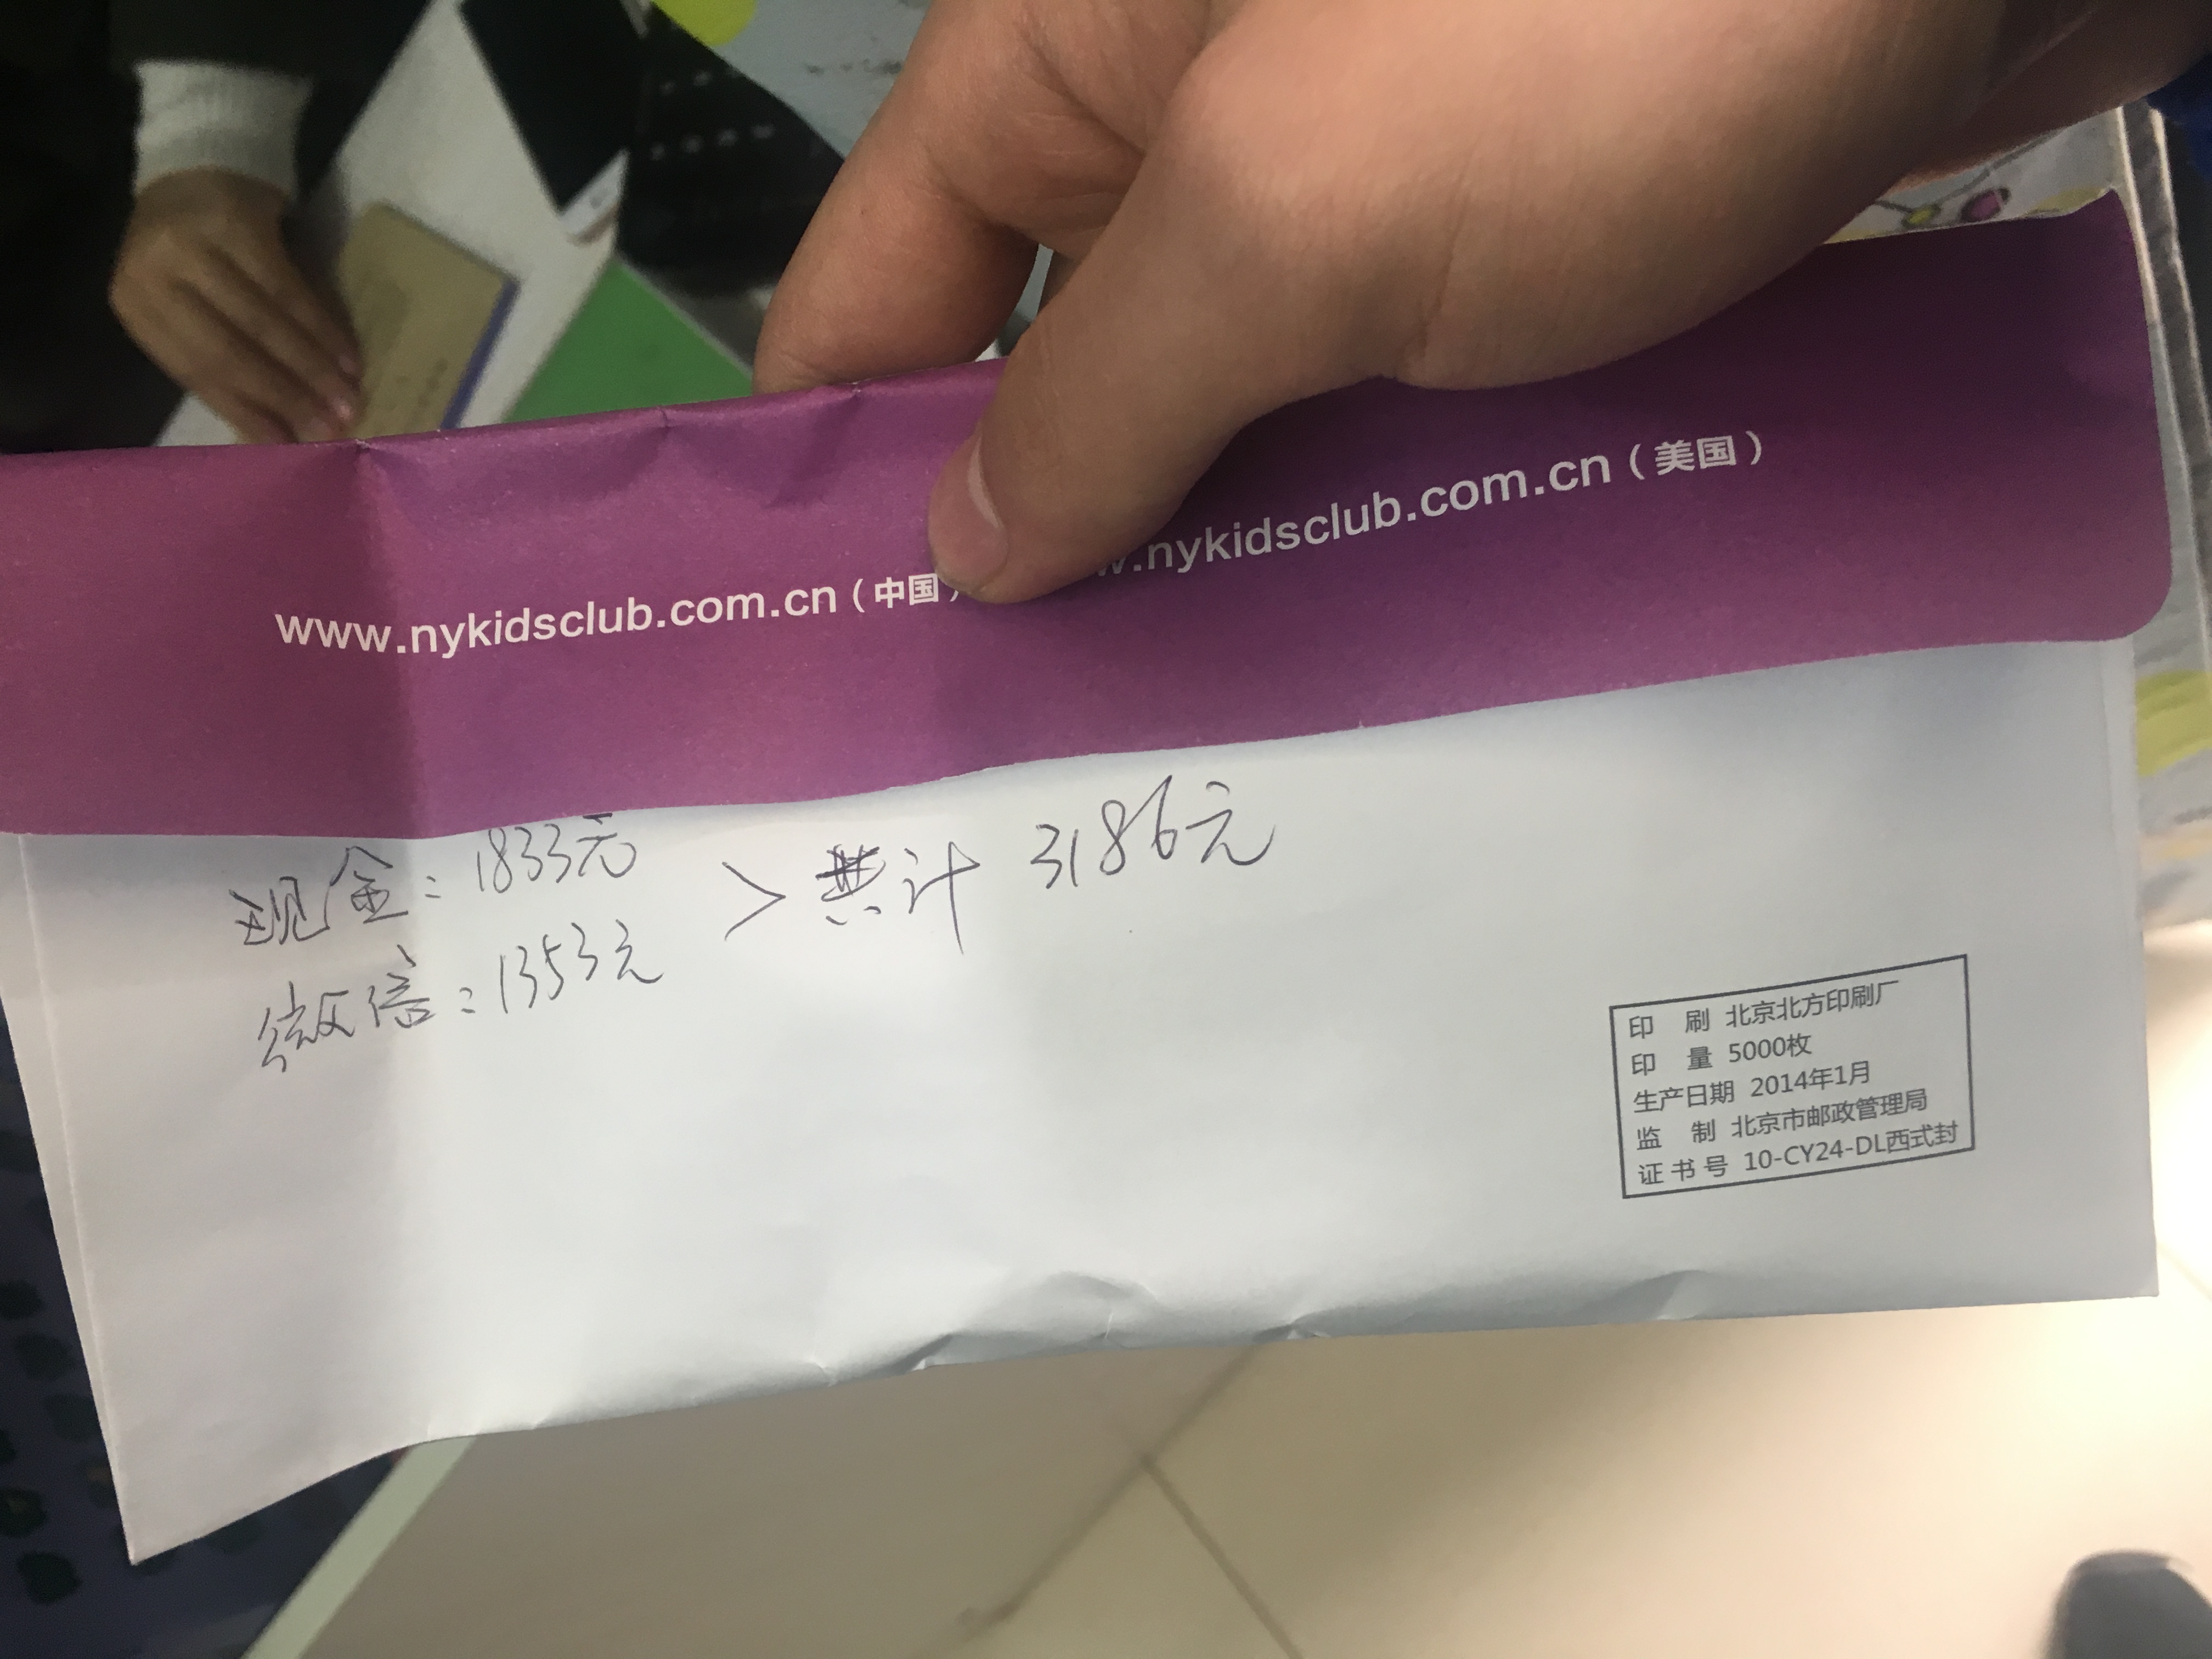 www.nykidsclub.com.cn（中国）
w.nykidsclub.com.cn（美国）
现金：1833元
微信：1353元
> 共计 3186元
印 刷 北京北方印刷厂
印 量 5000枚
生产日期 2014年1月
监 制 北京市邮政管理局
证书号 10-CY24-DL西式封